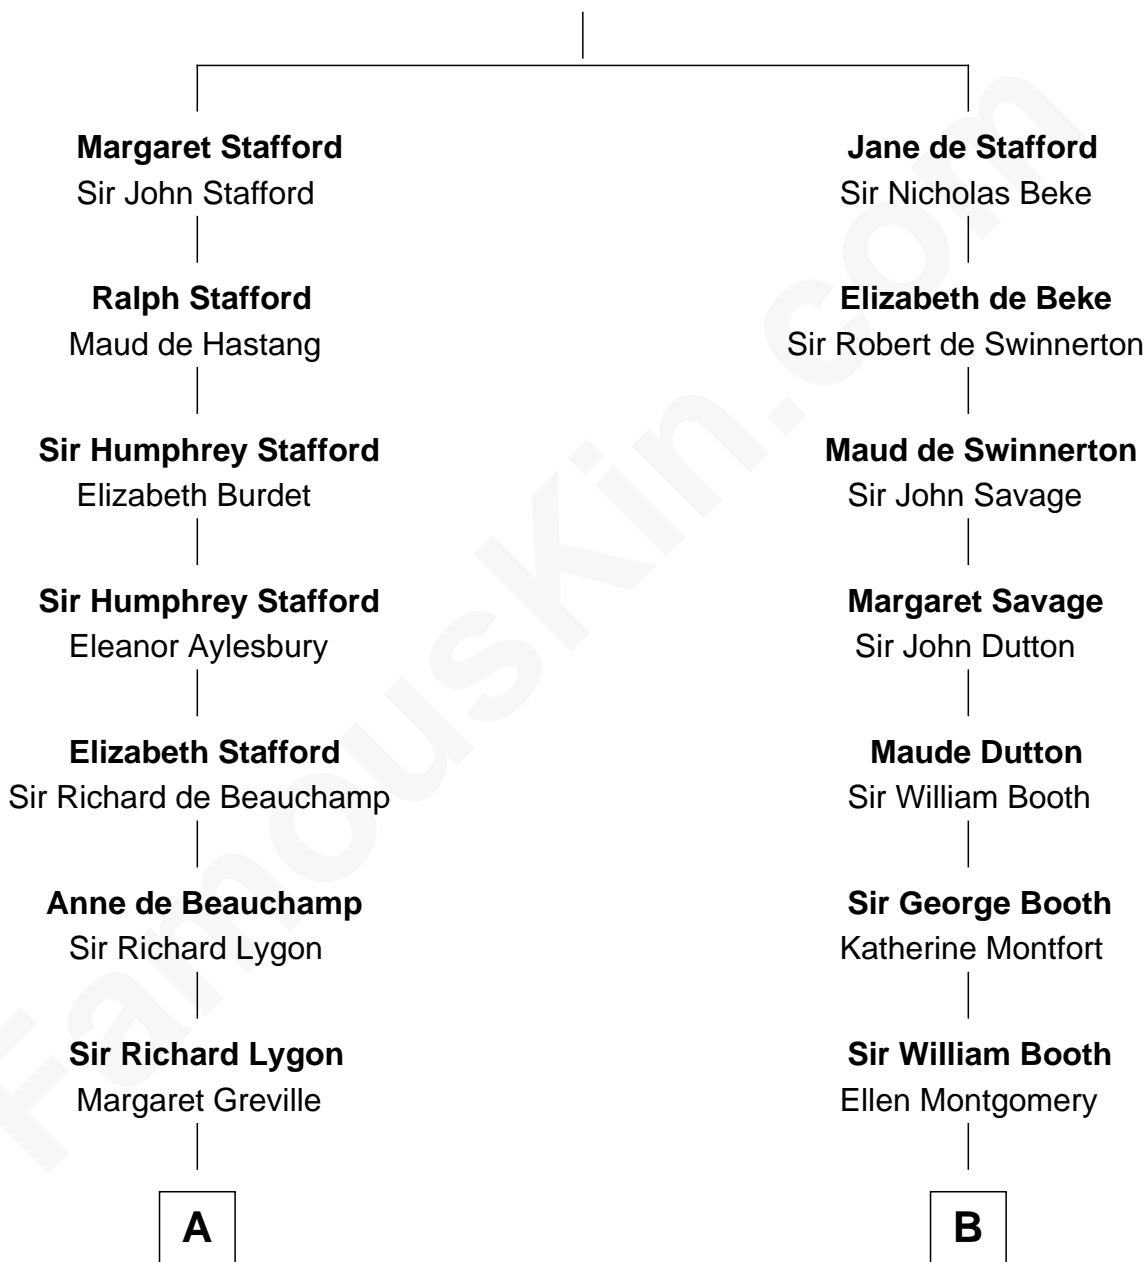 Margaret Stafford
Sir John Stafford
Ralph Stafford
Maud de Hastang
Sir Humphrey Stafford
Elizabeth Burdet
Sir Humphrey Stafford
Eleanor Aylesbury
Elizabeth Stafford
Sir Richard de Beauchamp
Anne de Beauchamp
Sir Richard Lygon
Sir Richard Lygon
Margaret Greville
A
Jane de Stafford
Sir Nicholas Beke
Elizabeth de Beke
Sir Robert de Swinnerton
Maud de Swinnerton
Sir John Savage
Margaret Savage
Sir John Dutton
Maude Dutton
Sir William Booth
Sir George Booth
Katherine Montfort
Sir William Booth
Ellen Montgomery
B
FamousKin.com